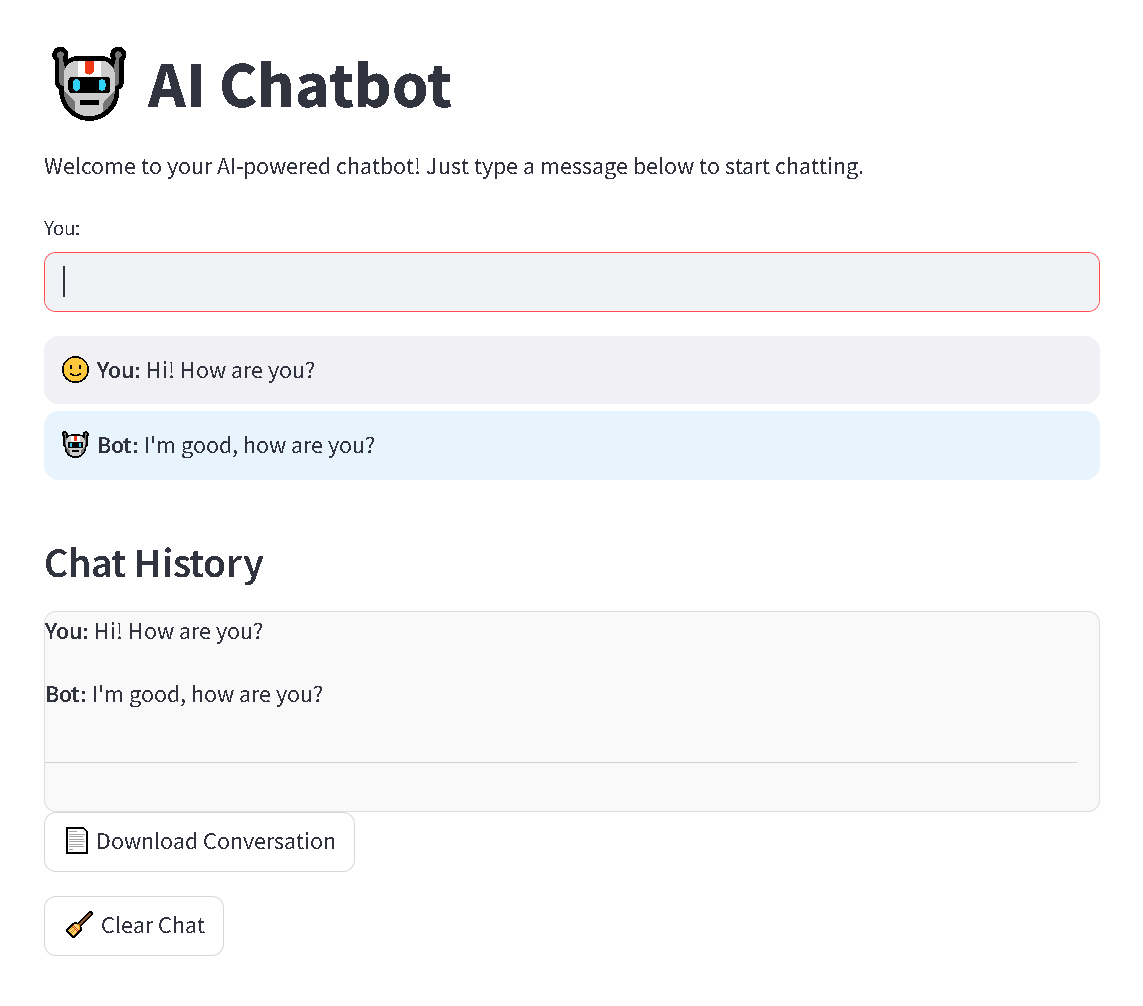 AI Chatbot
Welcome to your AI-powered chatbot! Just type a message below to start chatting.
You:
You: Hi! How are you?
Bot: I'm good, how are you?
Chat History
You: Hi! How are you?
Bot: I'm good, how are you?
Download Conversation
Clear Chat